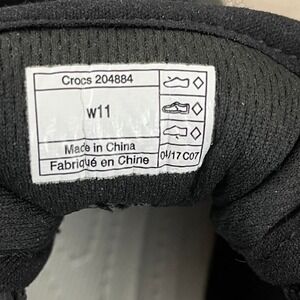 Crocs 204884
w11
Made in China
Fabriqué en Chine
04/17 C07